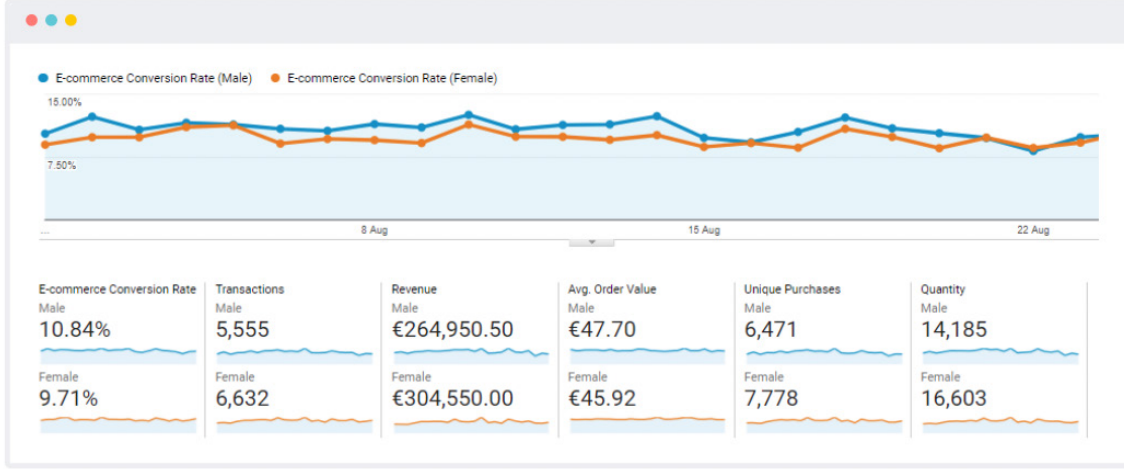 E-commerce Conversion Rate (Male) E-commerce Conversion Rate (Female)
15.00%
7.50%
... 8 Aug 15 Aug 22 Aug
E-commerce Conversion Rate Transactions Revenue Avg. Order Value Unique Purchases Quantity
Male Male Male Male Male Male
10.84% 5,555 €264,950.50 €47.70 6,471 14,185
Female Female Female Female Female Female
9.71% 6,632 €304,550.00 €45.92 7,778 16,603